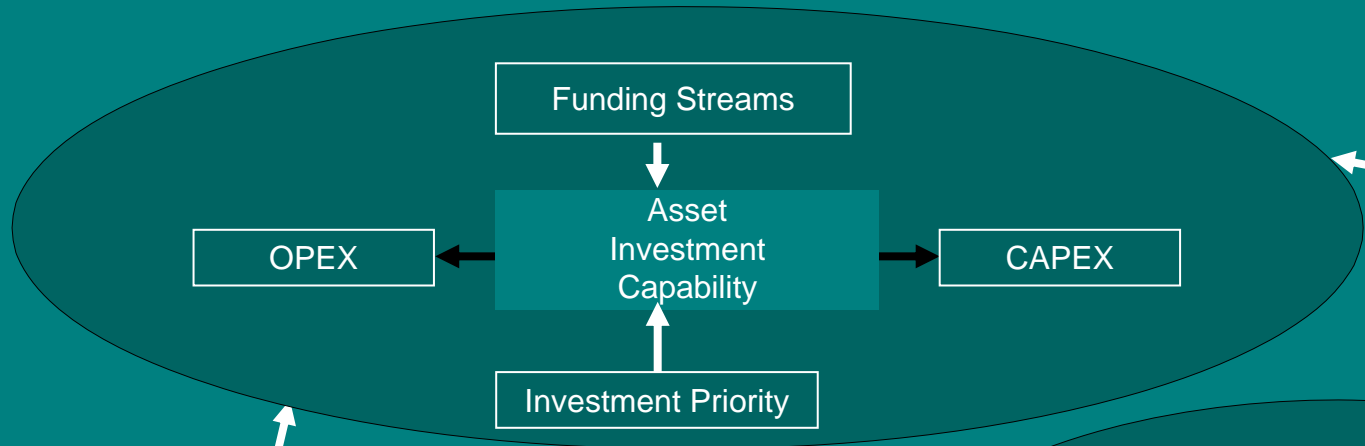 Funding Streams
Asset
Investment
Capability
OPEX
CAPEX
Investment Priority